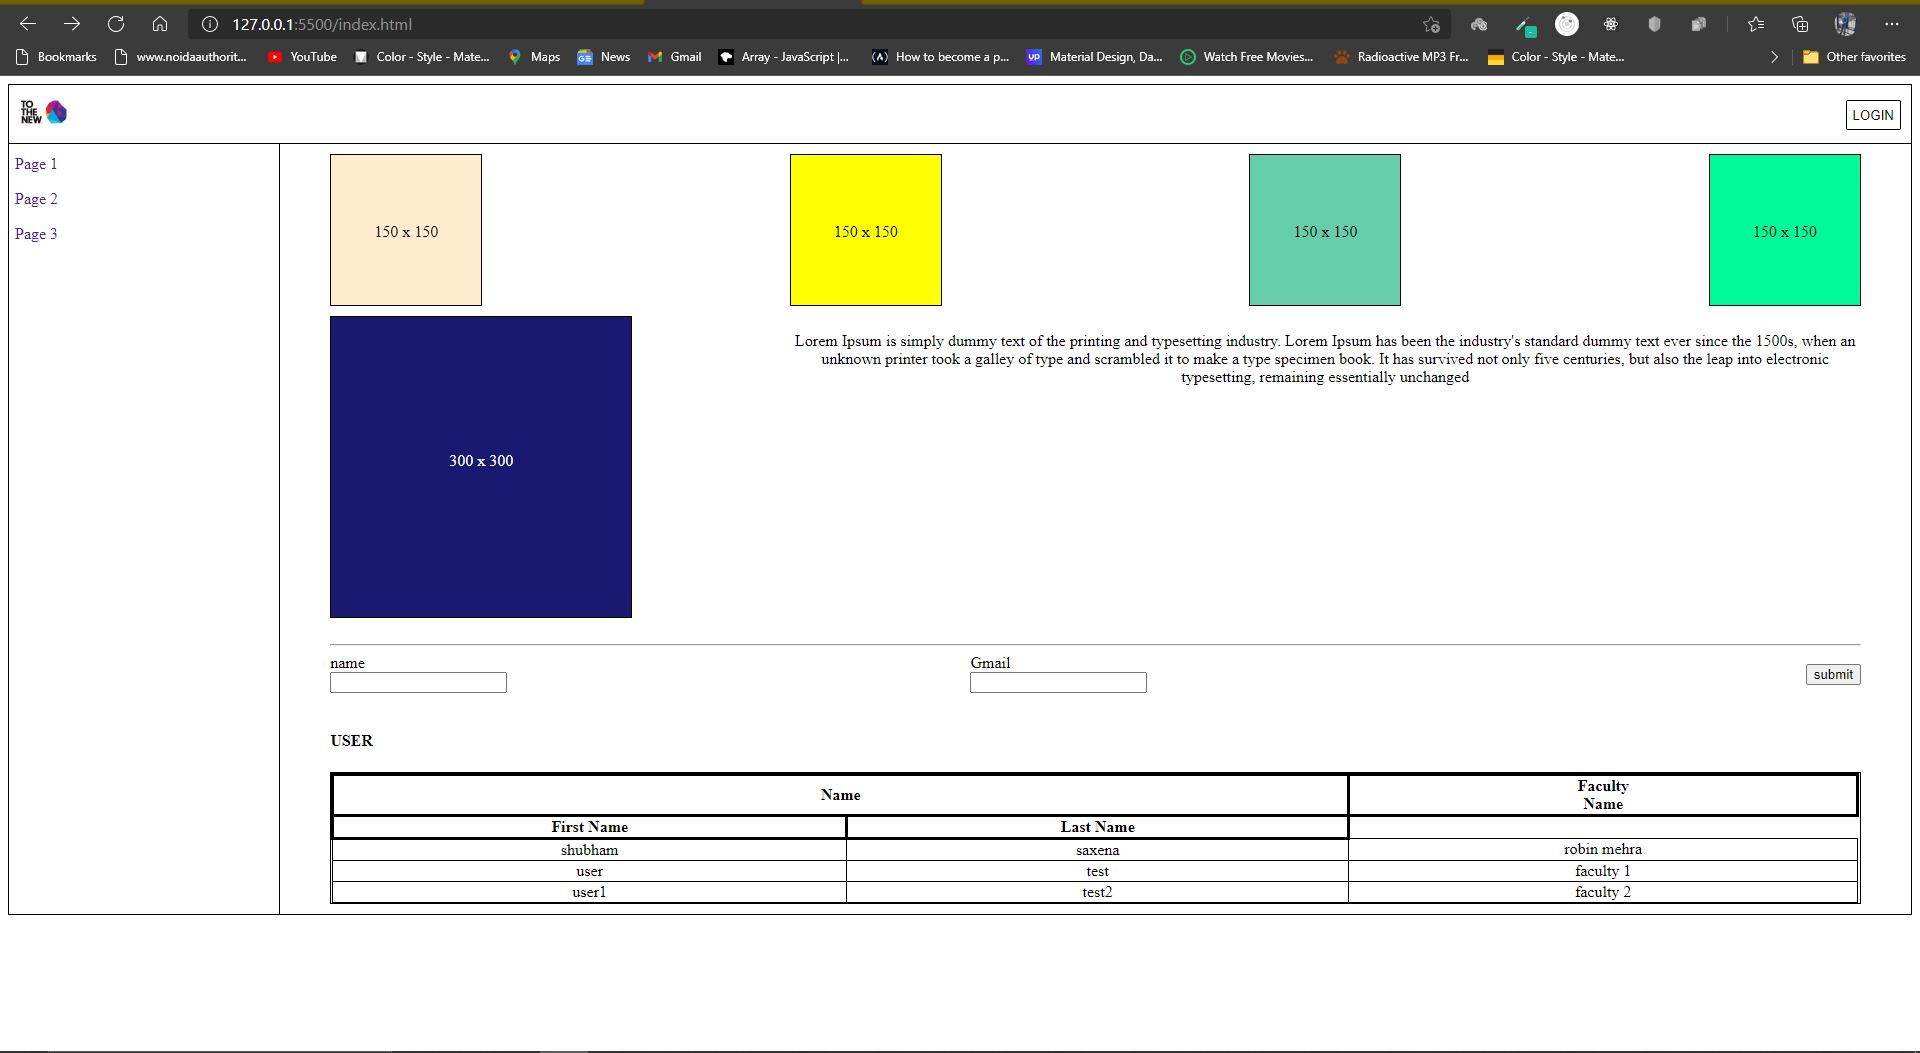 127.0.0.1:5500/index.html
Bookmarks www.noidaauthorit... YouTube Color - Style - Mate... Maps News Gmail Array - JavaScript |... How to become a p... Material Design, Da... Watch Free Movies... Radioactive MP3 Fr... Color - Style - Mate... Other favorites
TO
THE
NEW
LOGIN
Page 1
Page 2
Page 3
150 x 150 150 x 150 150 x 150 150 x 150
300 x 300
Lorem Ipsum is simply dummy text of the printing and typesetting industry. Lorem Ipsum has been the industry's standard dummy text ever since the 1500s, when an
unknown printer took a galley of type and scrambled it to make a type specimen book. It has survived not only five centuries, but also the leap into electronic
typesetting, remaining essentially unchanged
name Gmail
submit
USER
Name Faculty
Name
First Name Last Name
shubham saxena robin mehra
user test faculty 1
user1 test2 faculty 2